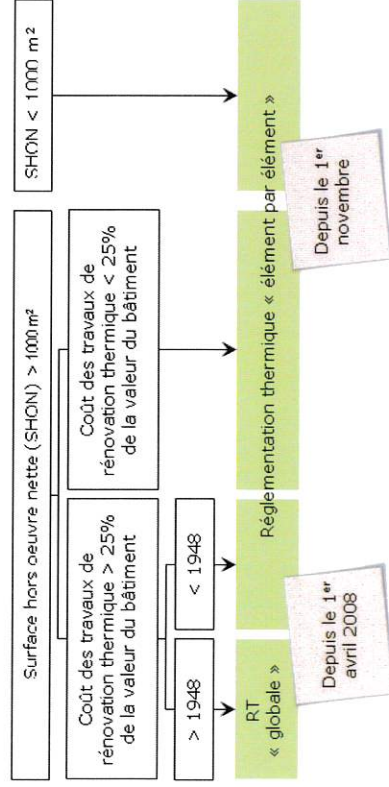 Surface hors oeuvre nette (SHON) > 1000 m²
SHON < 1000 m²
Coût des travaux de
rénovation thermique > 25%
de la valeur du bâtiment
Coût des travaux de
rénovation thermique < 25%
de la valeur du bâtiment
> 1948
< 1948
RT
« globale »
Réglementation thermique « élément par élément »
Depuis le 1er
avril 2008
Depuis le 1er
novembre